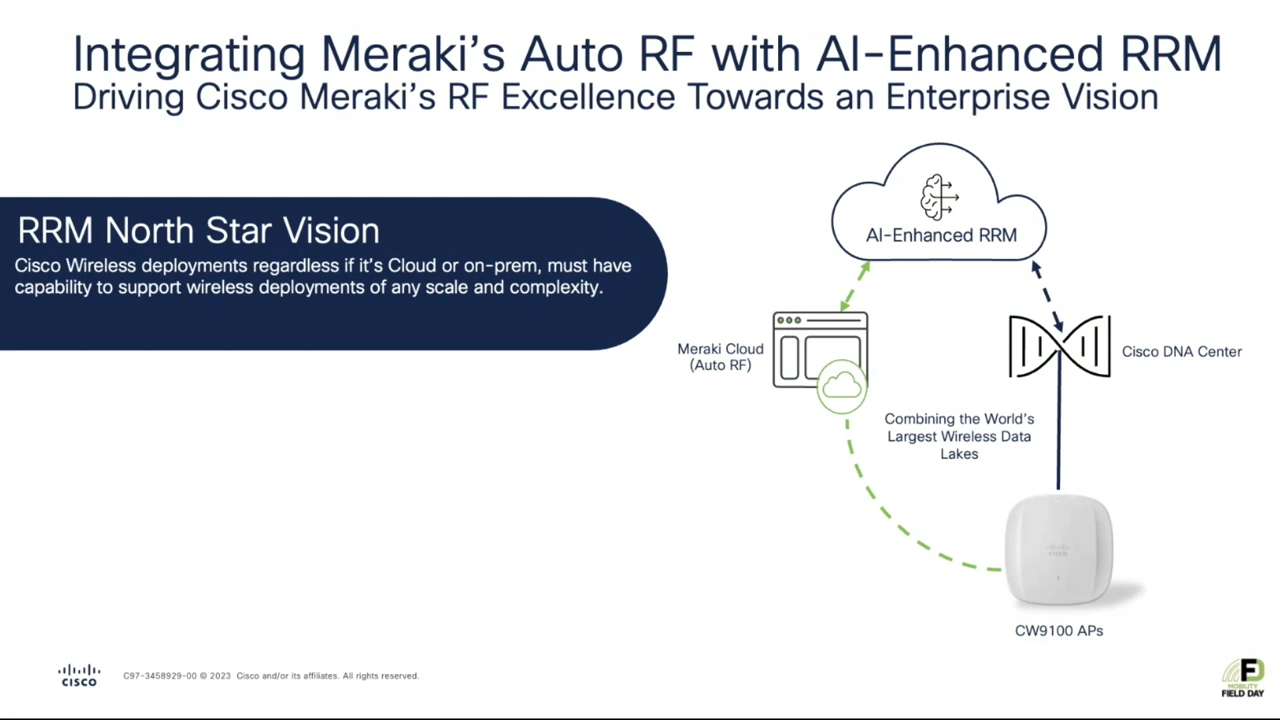 Integrating Meraki's Auto RF with AI-Enhanced RRM
Driving Cisco Meraki's RF Excellence Towards an Enterprise Vision
RRM North Star Vision
Cisco Wireless deployments regardless if it's Cloud or on-prem, must have
capability to support wireless deployments of any scale and complexity.
AI-Enhanced RRM
Meraki Cloud
(Auto RF)
Cisco DNA Center
Combining the World's
Largest Wireless Data
Lakes
CW9100 APs
CISCO
C97-3458929-00 © 2023 Cisco and/or its affiliates. All rights reserved.
MOBILITY
FIELD DAY